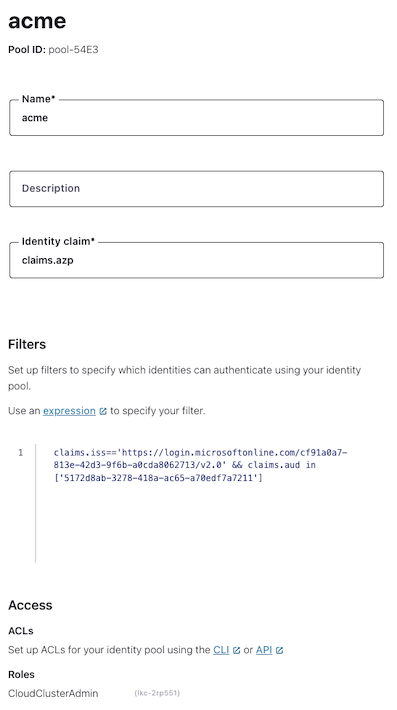 acme
Pool ID: pool-54E3
Name*
acme
Description
Identity claim*
claims.azp
Filters
Set up filters to specify which identities can authenticate using your identity
pool.
Use an expression to specify your filter.
1 claims.iss=='https://login.microsoftonline.com/cf91a0a7-
813e-42d3-9f6b-a0cda8062713/v2.0' && claims.aud in
['5172d8ab-3278-418a-ac65-a70edf7a7211']
Access
ACLs
Set up ACLs for your identity pool using the CLI or API
Roles
CloudClusterAdmin (lkc-2rp551)